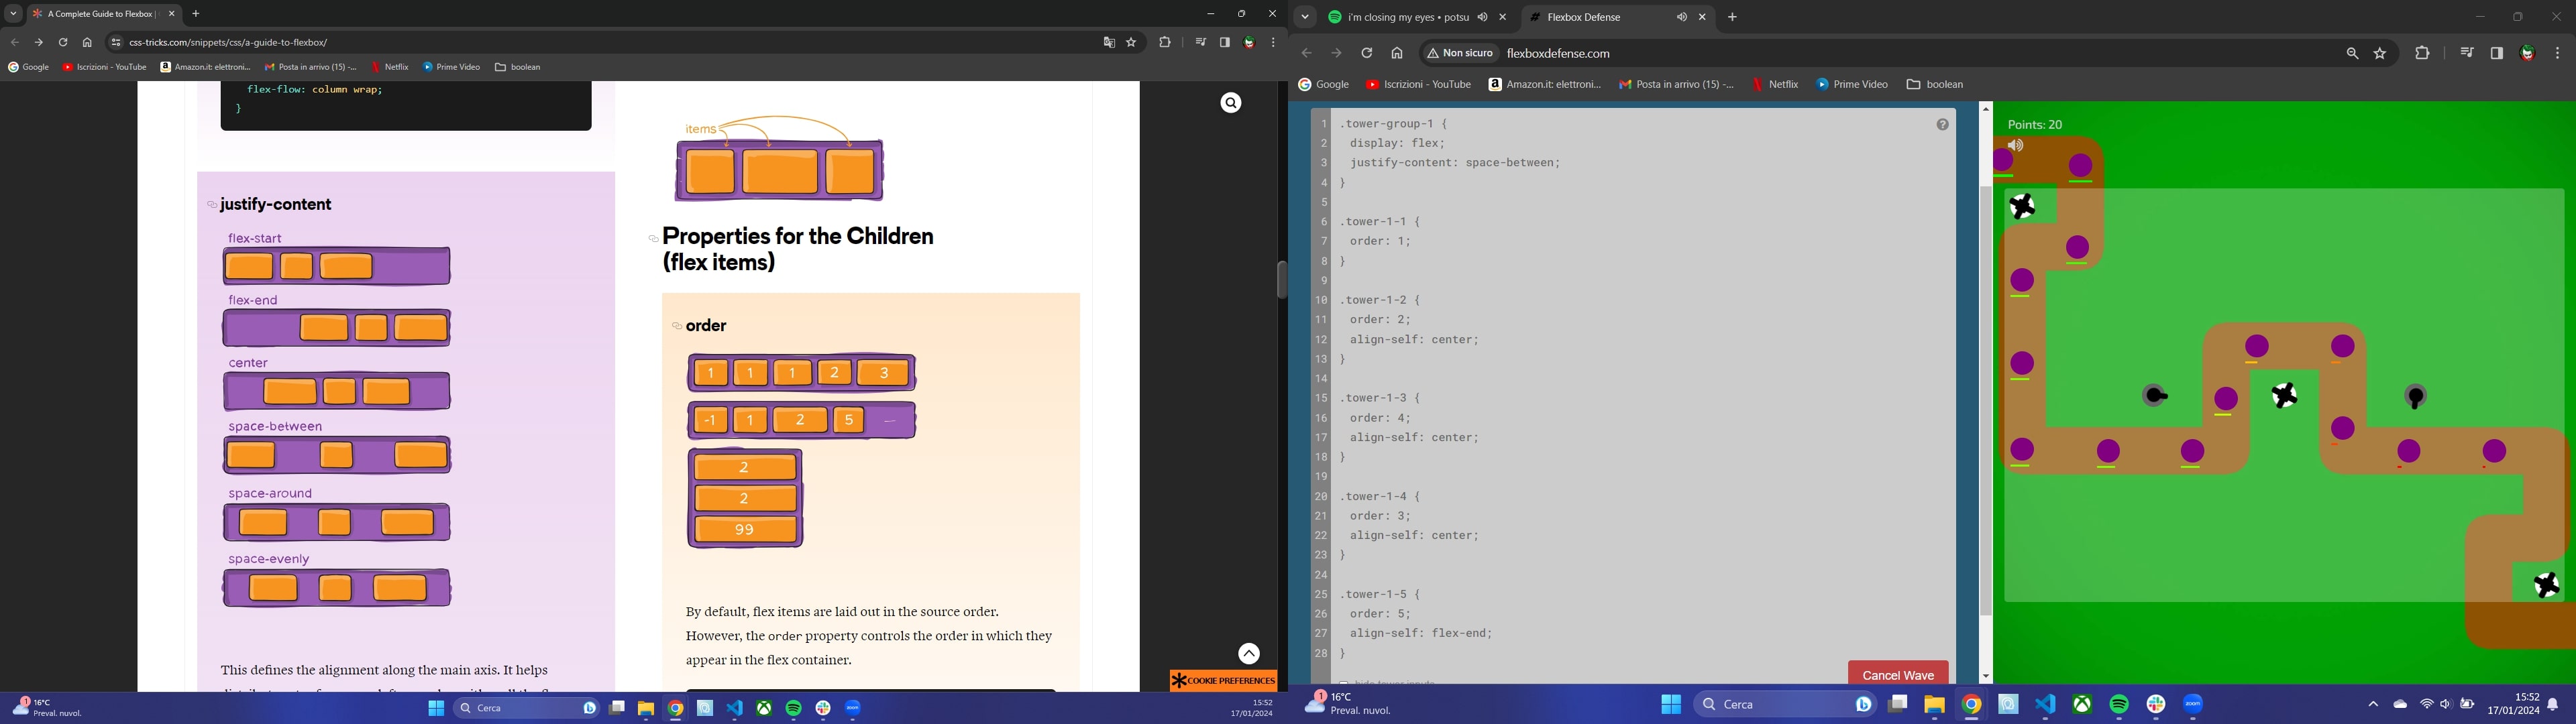 A Complete Guide to Flexbox |
css-tricks.com/snippets/css/a-guide-to-flexbox/
Google
Iscrizioni - YouTube
Amazon.it: elettroni...
Posta in arrivo (15) -...
Netflix
Prime Video
boolean
flex-flow: column wrap;
}
justify-content
flex-start
flex-end
center
space-between
space-around
space-evenly
This defines the alignment along the main axis. It helps
items
Properties for the Children
(flex items)
order
1 1 1 2 3
-1 1 2 5
2
2
99
By default, flex items are laid out in the source order.
However, the order property controls the order in which they
appear in the flex container.
COOKIE PREFERENCES
1
16°C
Preval. nuvol.
Cerca
zoom
15:52
17/01/2024
i'm closing my eyes • potsu
Flexbox Defense
Non sicuro
flexboxdefense.com
Google
Iscrizioni - YouTube
Amazon.it: elettroni...
Posta in arrivo (15) -...
Netflix
Prime Video
boolean
1 .tower-group-1 {
2 display: flex;
3 justify-content: space-between;
4 }
5
6 .tower-1-1 {
7 order: 1;
8 }
9
10 .tower-1-2 {
11 order: 2;
12 align-self: center;
13 }
14
15 .tower-1-3 {
16 order: 4;
17 align-self: center;
18 }
19
20 .tower-1-4 {
21 order: 3;
22 align-self: center;
23 }
24
25 .tower-1-5 {
26 order: 5;
27 align-self: flex-end;
28 }
?
Cancel Wave
Points: 20
1
16°C
Preval. nuvol.
Cerca
zoom
15:52
17/01/2024